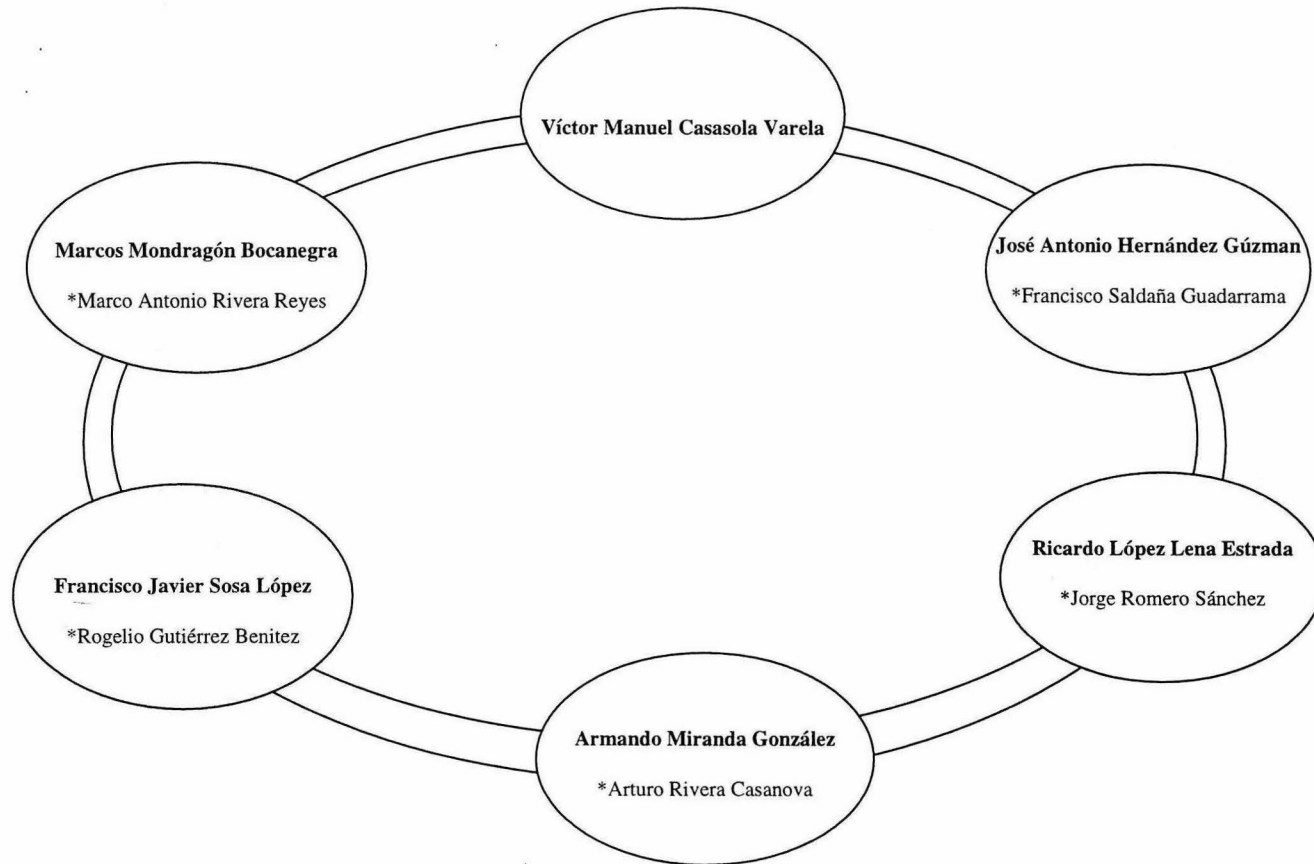 Víctor Manuel Casasola Varela
Marcos Mondragón Bocanegra
*Marco Antonio Rivera Reyes
José Antonio Hernández Gúzman
*Francisco Saldaña Guadarrama
Francisco Javier Sosa López
*Rogelio Gutiérrez Benitez
Ricardo López Lena Estrada
*Jorge Romero Sánchez
Armando Miranda González
*Arturo Rivera Casanova